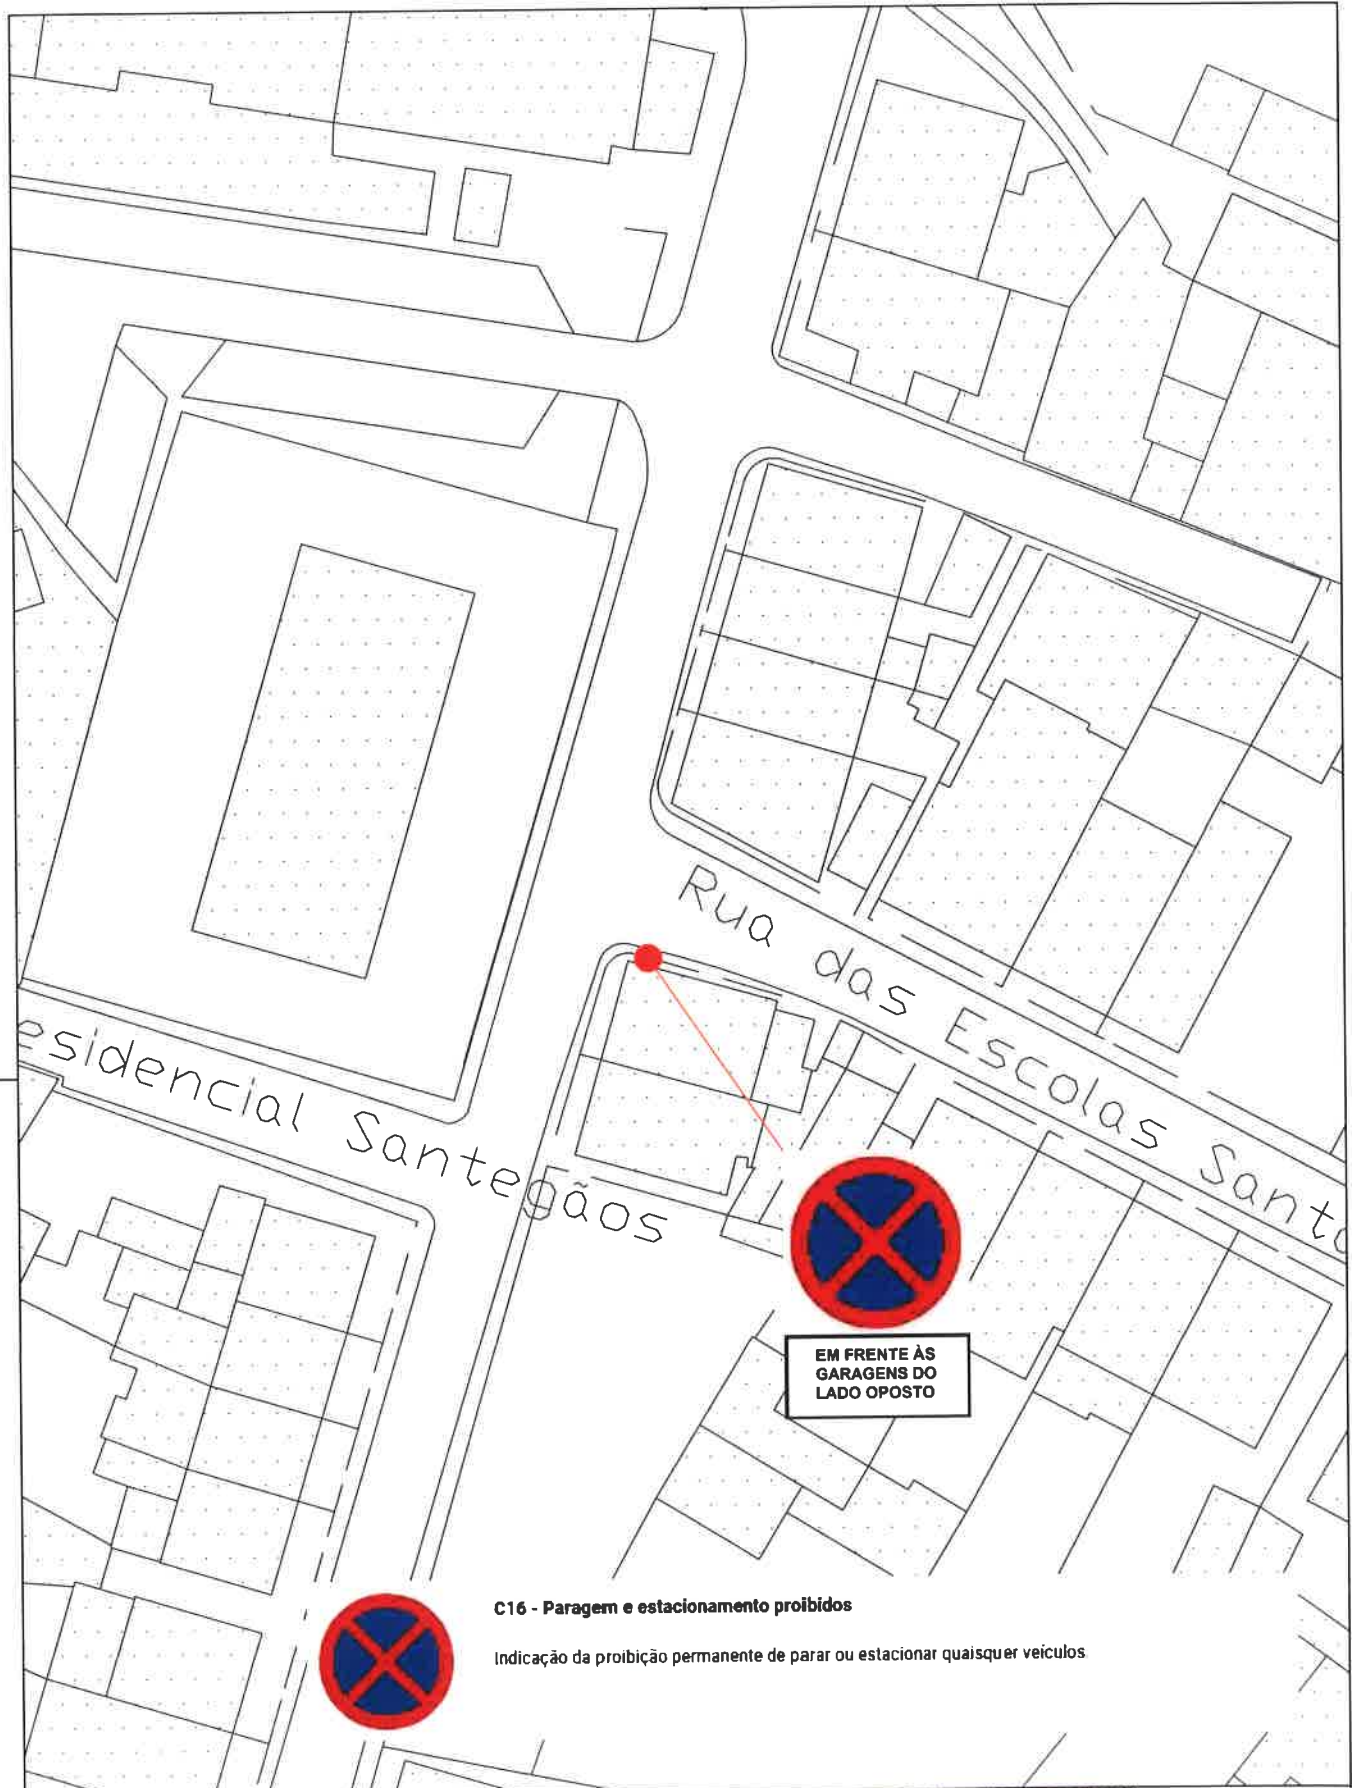 Rua das Escolas Santo
esidencial Santegãos
EM FRENTE ÀS
GARAGENS DO
LADO OPOSTO
C16 - Paragem e estacionamento proibidos
Indicação da proibição permanente de parar ou estacionar quaisquer veículos.